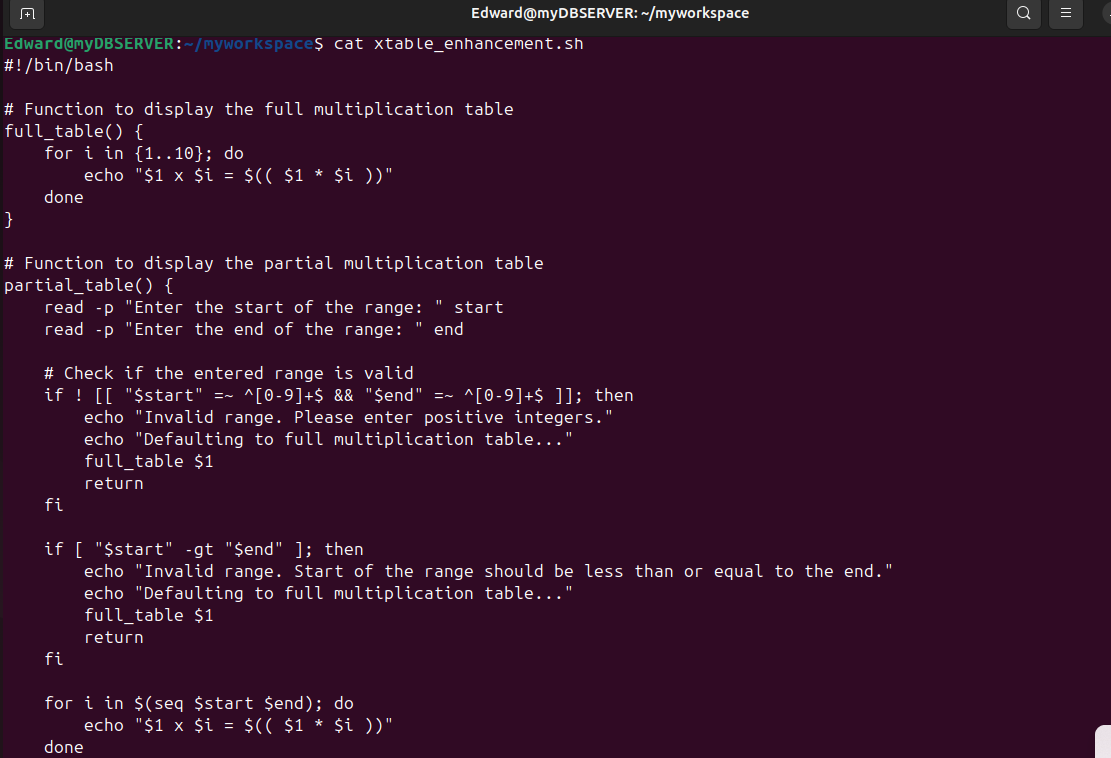 Edward@myDBSERVER: ~/myworkspace
Edward@myDBSERVER:~/myworkspace$ cat xtable_enhancement.sh
#!/bin/bash

# Function to display the full multiplication table
full_table() {
    for i in {1..10}; do
        echo "$1 x $i = $(( $1 * $i ))"
    done
}

# Function to display the partial multiplication table
partial_table() {
    read -p "Enter the start of the range: " start
    read -p "Enter the end of the range: " end

    # Check if the entered range is valid
    if ! [[ "$start" =~ ^[0-9]+$ && "$end" =~ ^[0-9]+$ ]]; then
        echo "Invalid range. Please enter positive integers."
        echo "Defaulting to full multiplication table..."
        full_table $1
        return
    fi

    if [ "$start" -gt "$end" ]; then
        echo "Invalid range. Start of the range should be less than or equal to the end."
        echo "Defaulting to full multiplication table..."
        full_table $1
        return
    fi

    for i in $(seq $start $end); do
        echo "$1 x $i = $(( $1 * $i ))"
    done